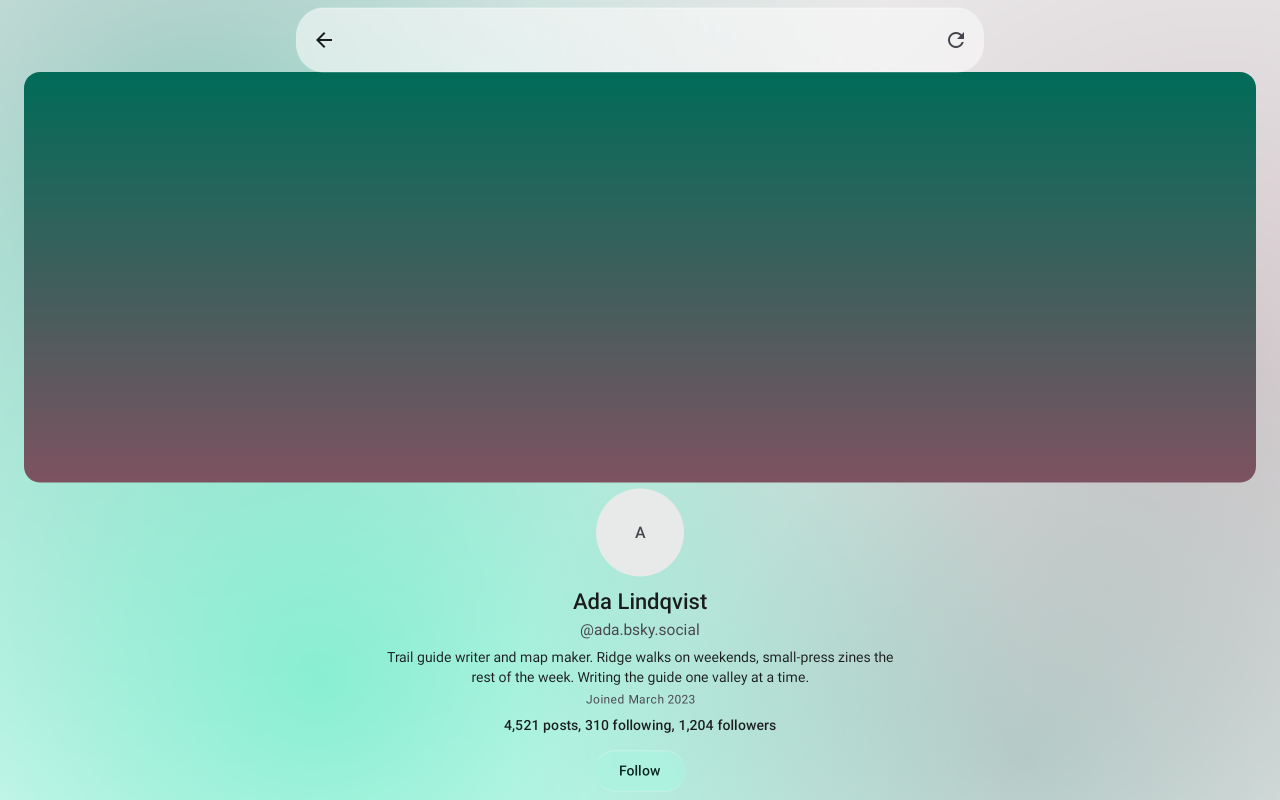 A
Ada Lindqvist
@ada.bsky.social
Trail guide writer and map maker. Ridge walks on weekends, small-press zines the
rest of the week. Writing the guide one valley at a time.
Joined March 2023
4,521 posts, 310 following, 1,204 followers
Follow